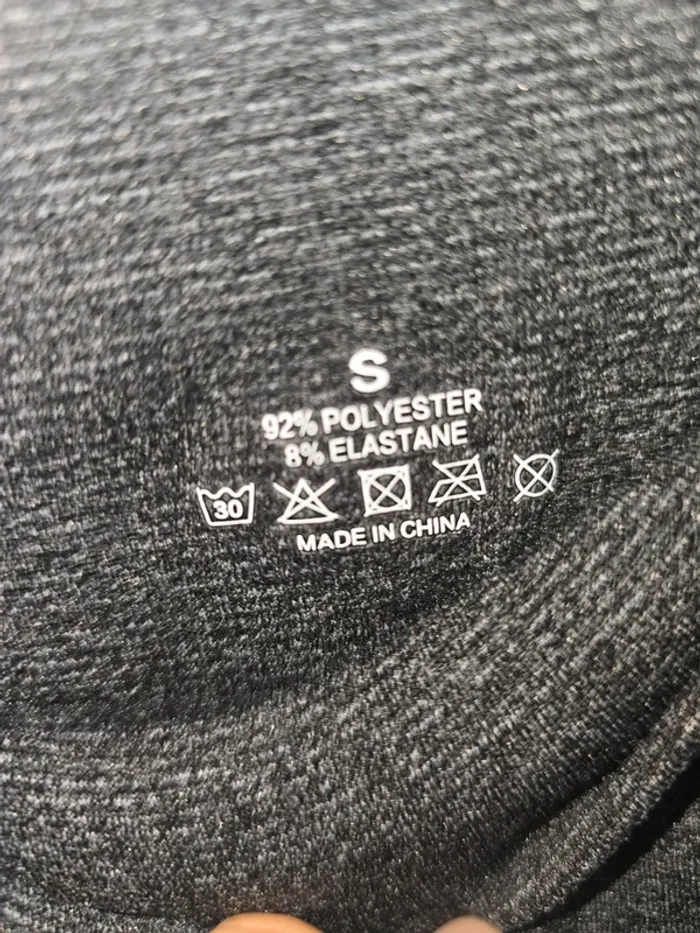 S
92% POLYESTER
8% ELASTANE
30
MADE IN CHINA